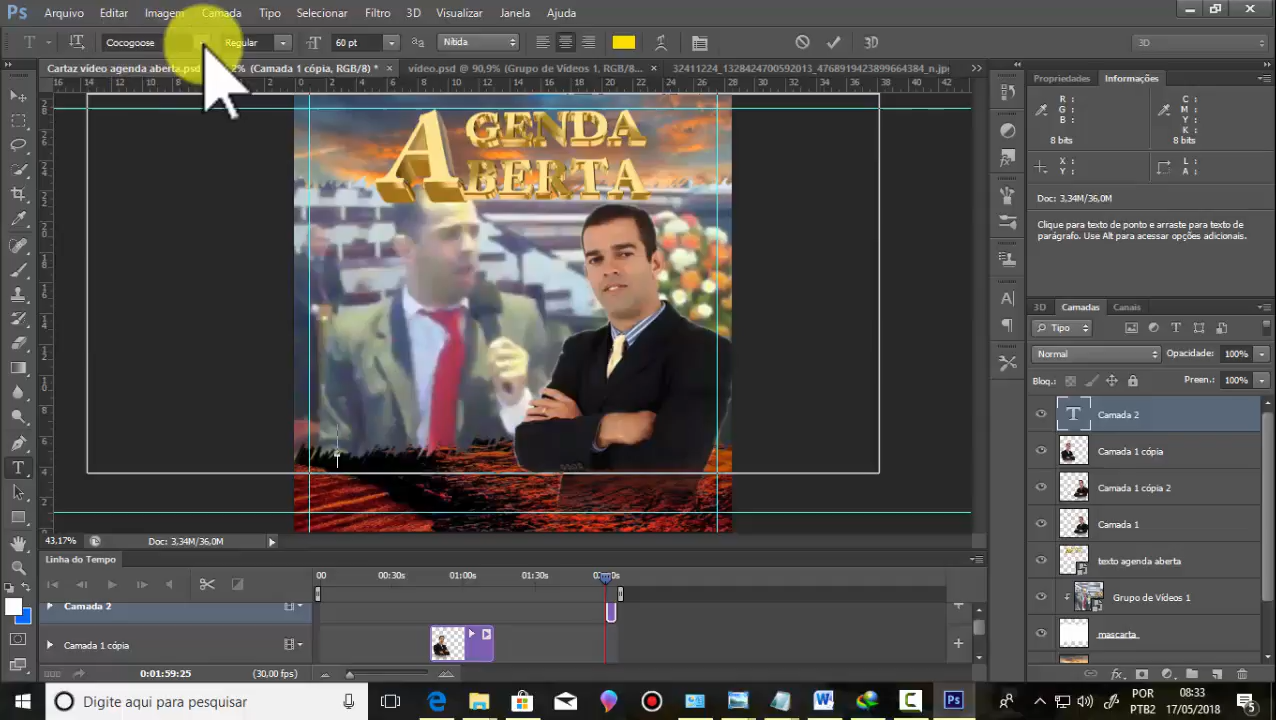 Ps Arquivo Editar Imagem Camada Tipo Selecionar Filtro 3D Visualizar Janela Ajuda
Cocogoose Regular 60 pt aa Nítida 3D 3D
Cartaz vídeo agenda aberta.psd 2% (Camada 1 cópia, RGB/8) * × vídeo.psd @ 90,9% (Grupo de Vídeos 1, RGB/8... × 32411224_1328424700592013_4768919423899664384_n.jpg
Propriedades Informações
R: C:
G: M:
B: Y:
K:
8 bits 8 bits
X: L:
Y: A:
Doc: 3,34M/36,0M
Clique para texto de ponto e arraste para texto de
parágrafo. Use Alt para acessar opções adicionais.
AGENDA
ABERTA
3D Camadas Canais
Tipo
Normal Opacidade: 100%
Bloq.: Preen.: 100%
Camada 2
Camada 1 cópia
Camada 1 cópia 2
Camada 1
texto agenda aberta
Grupo de Vídeos 1
mascarta
43,17% Doc: 3,34M/36,0M
Linha do Tempo
00 00:30s 01:00s 01:30s
Camada 2
Camada 1 cópia
0:01:59:25 (30,00 fps)
Digite aqui para pesquisar
POR
PTB2
08:33
17/05/2018
5